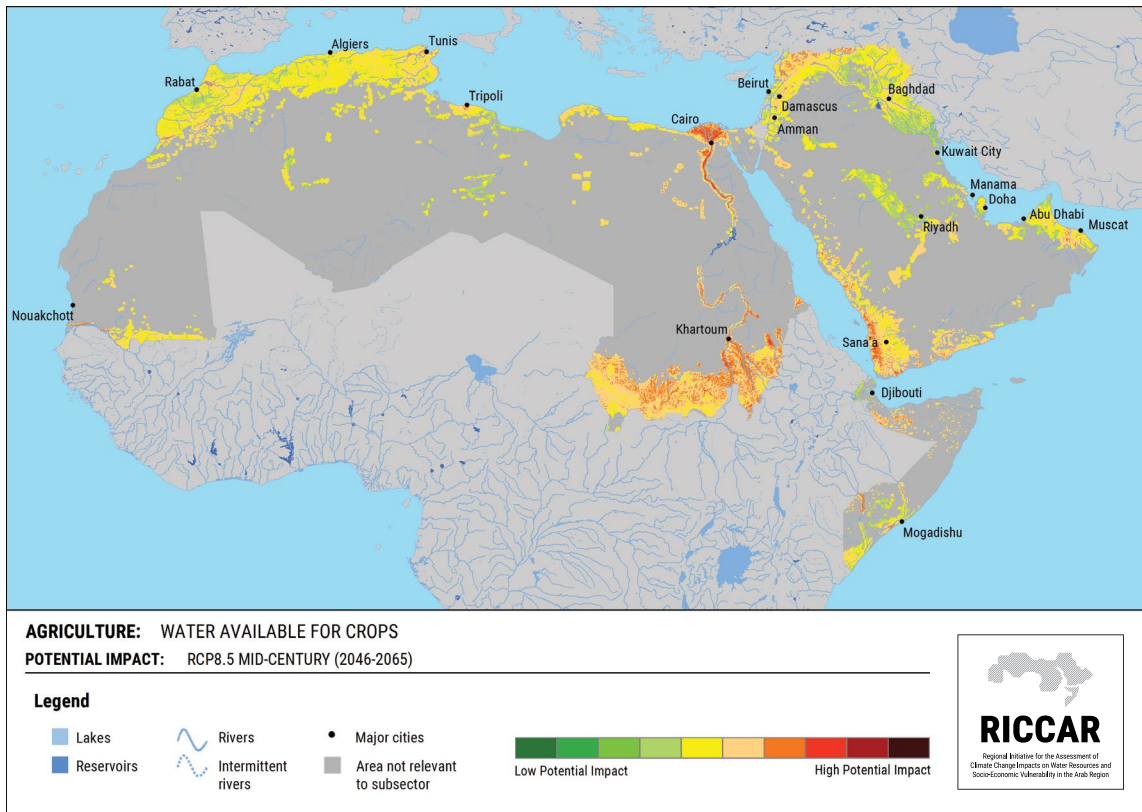 Algiers
Tunis
Rabat
Tripoli
Beirut
Damascus
Amman
Baghdad
Cairo
Kuwait City
Manama
Doha
Abu Dhabi
Muscat
Riyadh
Nouakchott
Khartoum
Sana'a
Djibouti
Mogadishu
AGRICULTURE: WATER AVAILABLE FOR CROPS
POTENTIAL IMPACT: RCP8.5 MID-CENTURY (2046-2065)
Legend
Lakes
Reservoirs
Rivers
Intermittent
rivers
Major cities
Area not relevant
to subsector
Low Potential Impact
High Potential Impact
RICCAR
Regional Initiative for the Assessment of
Climate Change Impacts on Water Resources and
Socio-Economic Vulnerability in the Arab Region